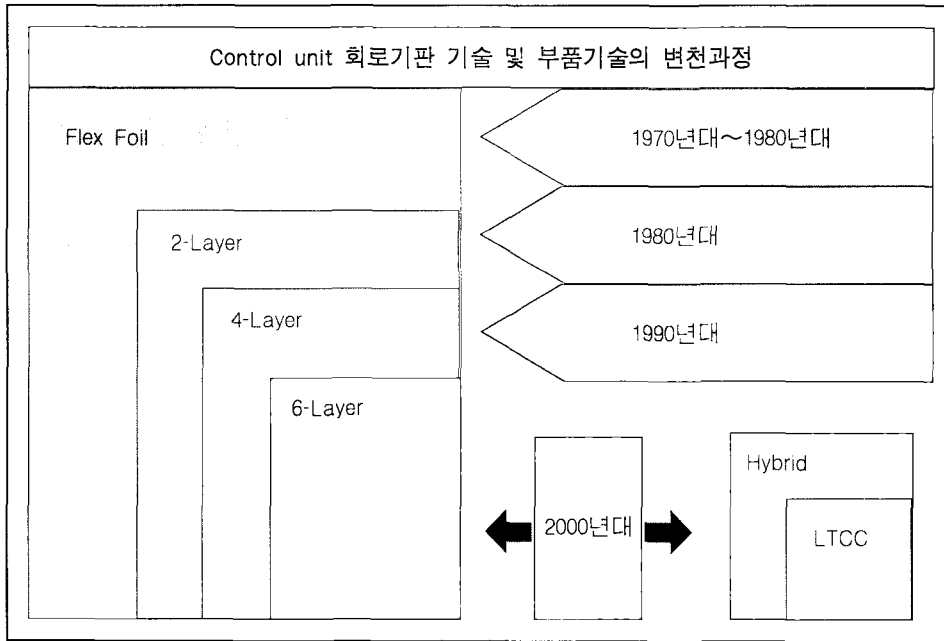 Control unit 회로기판 기술 및 부품기술의 변천과정
Flex Foil
1970년대～1980년대
2-Layer
1980년대
4-Layer
1990년대
6-Layer
2000년대
Hybrid
LTCC